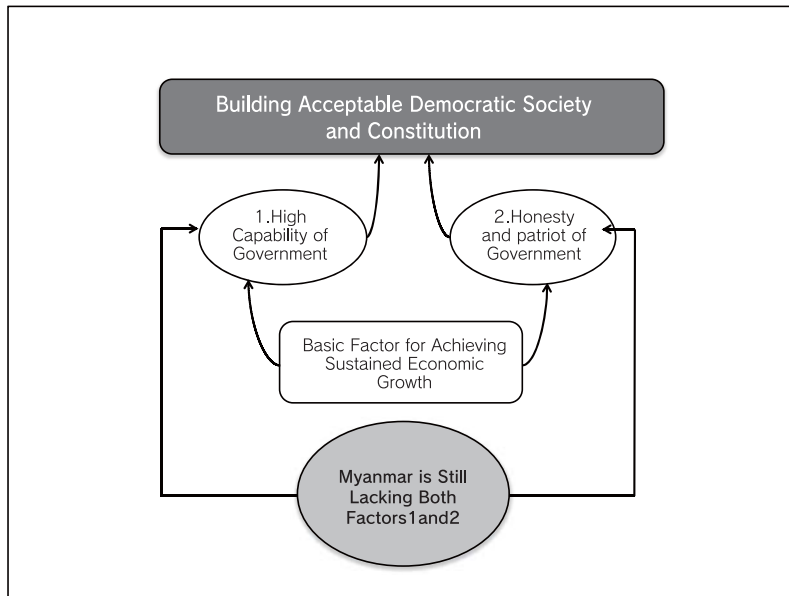 Building Acceptable Democratic Society
and Constitution
1.High
Capability of
Government
2.Honesty
and patriot of
Government
Basic Factor for Achieving
Sustained Economic
Growth
Myanmar is Still
Lacking Both
Factors1and2